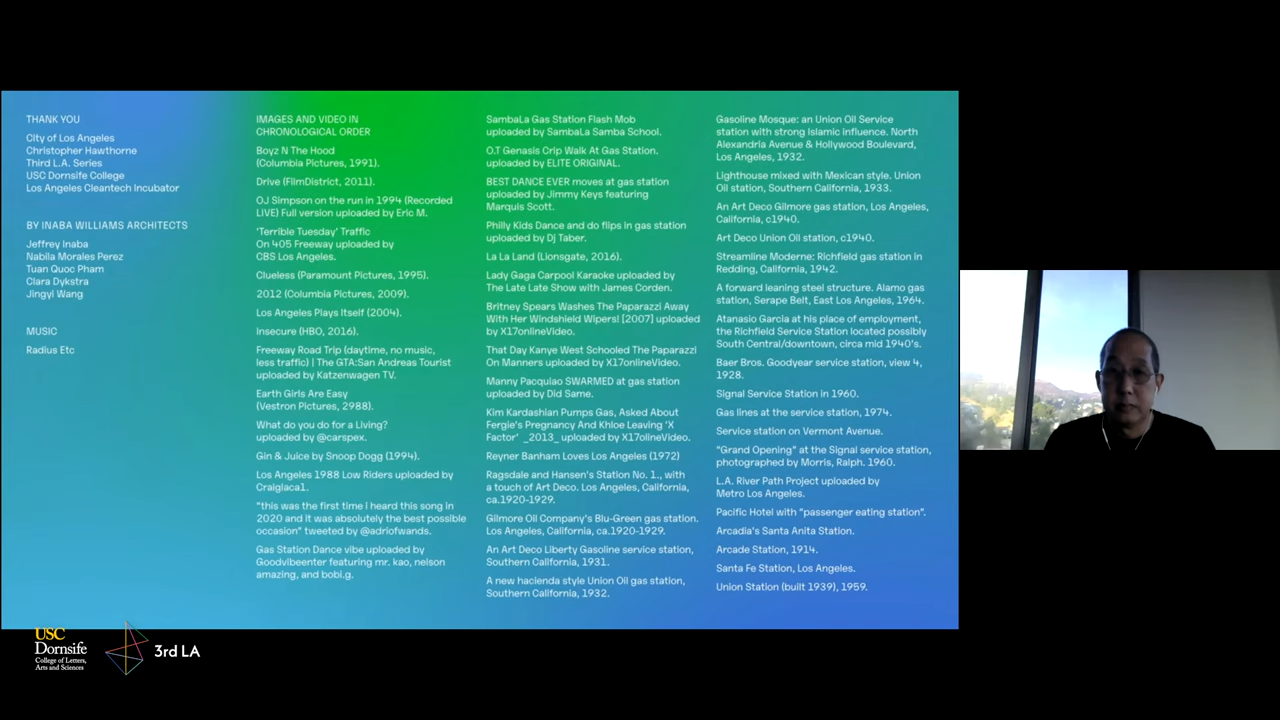 THANK YOU
City of Los Angeles
Christopher Hawthorne
Third L.A. Series
USC Dornsife College
Los Angeles Cleantech Incubator
BY INABA WILLIAMS ARCHITECTS
Jeffrey Inaba
Nabila Morales Perez
Tuan Quoc Pham
Clara Dykstra
Jingyi Wang
MUSIC
Radius Etc
IMAGES AND VIDEO IN
CHRONOLOGICAL ORDER
Boyz N The Hood
(Columbia Pictures, 1991).
Drive (FilmDistrict, 2011).
OJ Simpson on the run in 1994 (Recorded
LIVE) Full version uploaded by Eric M.
‘Terrible Tuesday’ Traffic
On 405 Freeway uploaded by
CBS Los Angeles.
Clueless (Paramount Pictures, 1995).
2012 (Columbia Pictures, 2009).
Los Angeles Plays Itself (2004).
Insecure (HBO, 2016).
Freeway Road Trip (daytime, no music,
less traffic) | The GTA:San Andreas Tourist
uploaded by Katzenwagen TV.
Earth Girls Are Easy
(Vestron Pictures, 2988).
What do you do for a Living?
uploaded by @carspex.
Gin & Juice by Snoop Dogg (1994).
Los Angeles 1988 Low Riders uploaded by
Craigiaca1.
“this was the first time i heard this song in
2020 and it was absolutely the best possible
occasion” tweeted by @adriofwands.
Gas Station Dance vibe uploaded by
Goodvibeenter featuring mr. kao, nelson
amazing, and bobi.g.
SambaLa Gas Station Flash Mob
uploaded by SambaLa Samba School.
O.T Genasis Crip Walk At Gas Station.
uploaded by ELITE ORIGINAL.
BEST DANCE EVER moves at gas station
uploaded by Jimmy Keys featuring
Marquis Scott.
Philly Kids Dance and do flips in gas station
uploaded by Dj Taber.
La La Land (Lionsgate, 2016).
Lady Gaga Carpool Karaoke uploaded by
The Late Late Show with James Corden.
Britney Spears Washes The Paparazzi Away
With Her Windshield Wipers! [2007] uploaded
by X17onlineVideo.
That Day Kanye West Schooled The Paparazzi
On Manners uploaded by X17onlineVideo.
Manny Pacquiao SWARMED at gas station
uploaded by Did Same.
Kim Kardashian Pumps Gas, Asked About
Fergie's Pregnancy And Khloe Leaving ‘X
Factor’ _2013_ uploaded by X17olineVideo.
Reyner Banham Loves Los Angeles (1972)
Ragsdale and Hansen's Station No. 1., with
a touch of Art Deco. Los Angeles, California,
ca.1920-1929.
Gilmore Oil Company's Blu-Green gas station.
Los Angeles, California, ca.1920-1929.
An Art Deco Liberty Gasoline service station,
Southern California, 1931.
A new hacienda style Union Oil gas station,
Southern California, 1932.
Gasoline Mosque: an Union Oil Service
station with strong Islamic influence. North
Alexandria Avenue & Hollywood Boulevard,
Los Angeles, 1932.
Lighthouse mixed with Mexican style. Union
Oil station, Southern California, 1933.
An Art Deco Gilmore gas station, Los Angeles,
California, c1940.
Art Deco Union Oil station, c1940.
Streamline Moderne: Richfield gas station in
Redding, California, 1942.
A forward leaning steel structure. Alamo gas
station, Serape Belt, East Los Angeles, 1964.
Atanasio Garcia at his place of employment,
the Richfield Service Station located possibly
South Central/downtown, circa mid 1940's.
Baer Bros. Goodyear service station, view 4,
1928.
Signal Service Station in 1960.
Gas lines at the service station, 1974.
Service station on Vermont Avenue.
“Grand Opening” at the Signal service station,
photographed by Morris, Ralph. 1960.
L.A. River Path Project uploaded by
Metro Los Angeles.
Pacific Hotel with “passenger eating station”.
Arcadia's Santa Anita Station.
Arcade Station, 1914.
Santa Fe Station, Los Angeles.
Union Station (built 1939), 1959.
USC
Dornsife
College of Letters,
Arts and Sciences
3rd LA